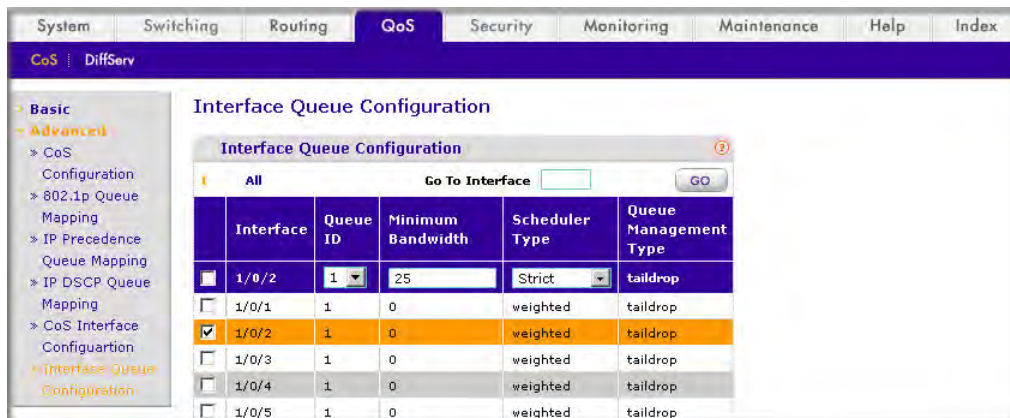 System Switching Routing QoS Security Monitoring Maintenance Help Index
CoS | DiffServ
Basic
Advanced
» CoS
Configuration
» 802.1p Queue
Mapping
» IP Precedence
Queue Mapping
» IP DSCP Queue
Mapping
» CoS Interface
Configuartion
» Interface Queue
Configuration
Interface Queue Configuration
Interface Queue Configuration ?
1 All Go To Interface GO
Interface Queue ID Minimum Bandwidth Scheduler Type Queue Management Type
1/0/2 1 25 Strict taildrop
1/0/1 1 0 weighted taildrop
1/0/2 1 0 weighted taildrop
1/0/3 1 0 weighted taildrop
1/0/4 1 0 weighted taildrop
1/0/5 1 0 weighted taildrop